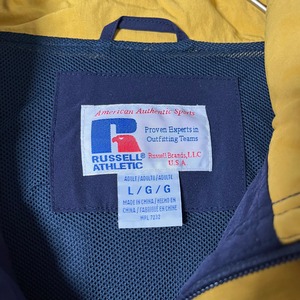 American Authentic Sports
Proven Experts in
Outfitting Teams
RUSSELL
ATHLETIC
Russell Brands, LLC
U.S.A.
ADULT/ADULTO/ADULTE
L/G/G
MADE IN CHINA/HECHO EN
CHINA/FABRIQUÉ EN CHINE